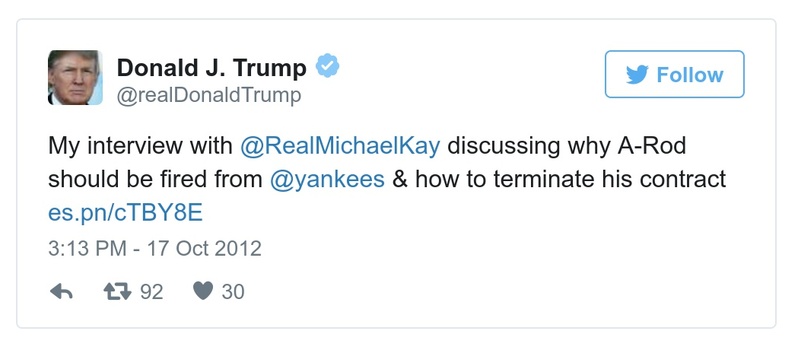 Donald J. Trump
@realDonaldTrump
Follow
My interview with @RealMichaelKay discussing why A-Rod
should be fired from @yankees & how to terminate his contract
es.pn/cTBY8E
3:13 PM - 17 Oct 2012
92 30